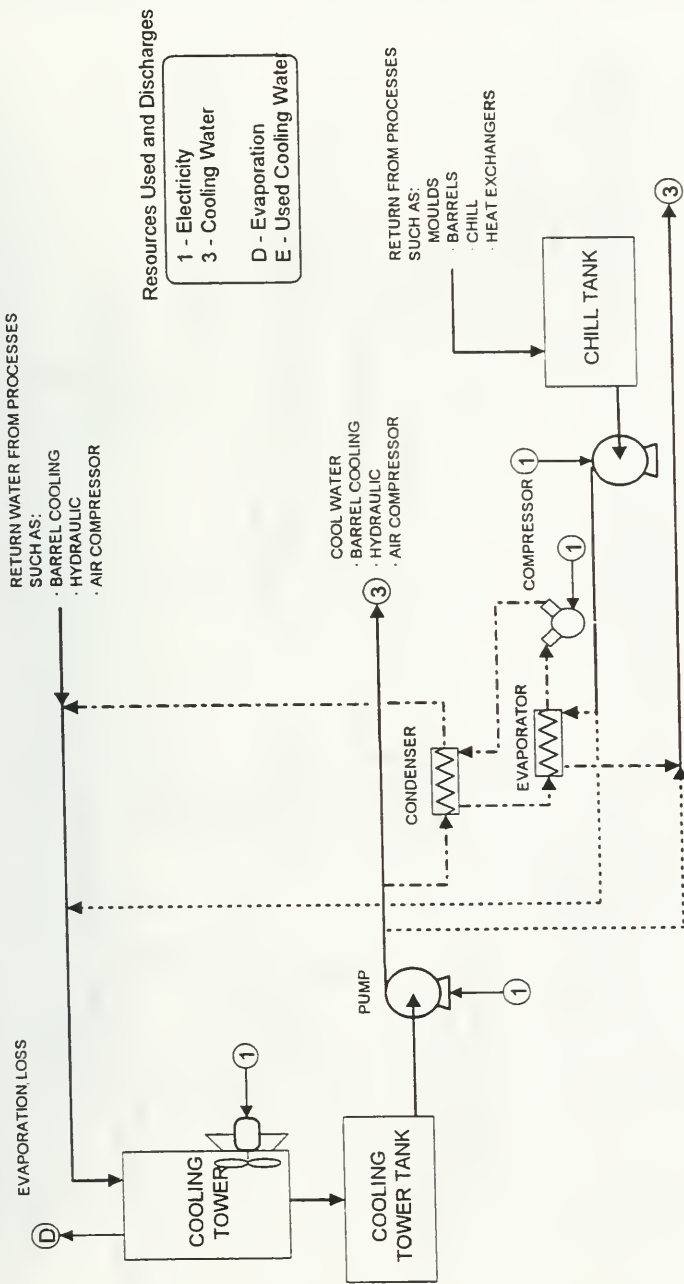 Resources Used and Discharges
1 - Electricity
3 - Cooling Water
D - Evaporation
E - Used Cooling Water
RETURN WATER FROM PROCESSES
SUCH AS:
· BARREL COOLING
· HYDRAULIC
· AIR COMPRESSOR
EVAPORATION LOSS
D
COOLING
TOWER
1
COOLING
TOWER TANK
PUMP
1
COOL WATER
· BARREL COOLING
· HYDRAULIC
· AIR COMPRESSOR
3
CONDENSER
EVAPORATOR
COMPRESSOR
1
1
RETURN FROM PROCESSES
SUCH AS:
MOULDS
· BARRELS
· CHILL
· HEAT EXCHANGERS
CHILL TANK
3